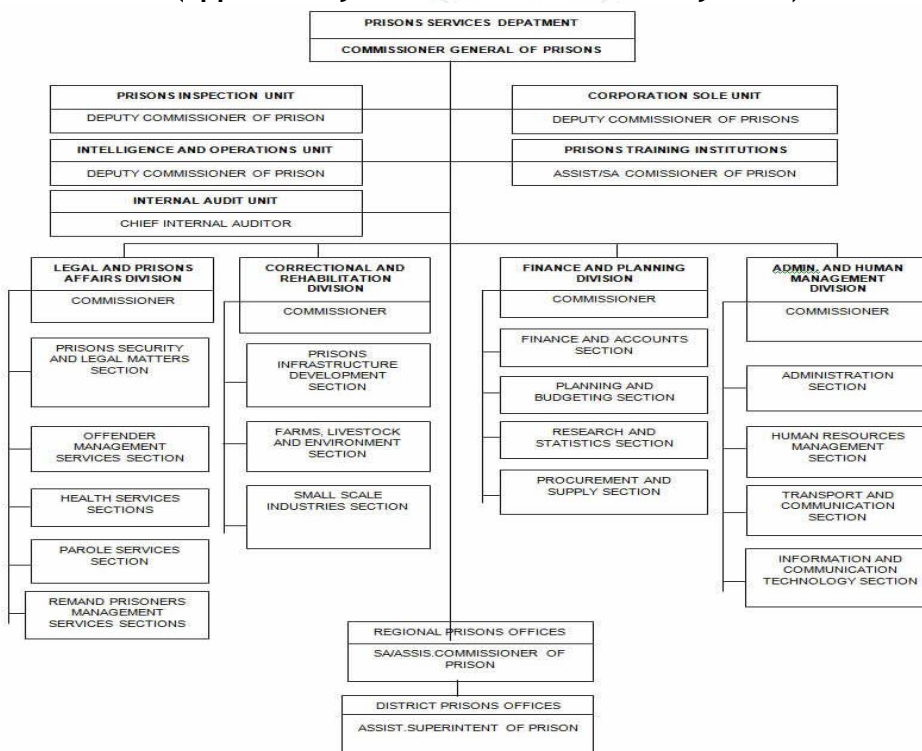 PRISONS SERVICES DEPATMENT
COMMISSIONER GENERAL OF PRISONS
PRISONS INSPECTION UNIT
DEPUTY COMMISSIONER OF PRISON
CORPORATION SOLE UNIT
DEPUTY COMMISSIONER OF PRISONS
INTELLIGENCE AND OPERATIONS UNIT
DEPUTY COMMISSIONER OF PRISON
PRISONS TRAINING INSTITUTIONS
ASSIST/SA COMISSIONER OF PRISON
INTERNAL AUDIT UNIT
CHIEF INTERNAL AUDITOR
LEGAL AND PRISONS
AFFAIRS DIVISION
COMMISSIONER
PRISONS SECURITY
AND LEGAL MATTERS
SECTION
OFFENDER
MANAGEMENT
SERVICES SECTION
HEALTH SERVICES
SECTIONS
PAROLE SERVICES
SECTION
REMAND PRISONERS
MANAGEMENT
SERVICES SECTIONS
CORRECTIONAL AND
REHABILITATION
DIVISION
COMMISSIONER
PRISONS
INFRASTRUCTURE
DEVELOPMENT
SECTION
FARMS, LIVESTOCK
AND ENVIRONMENT
SECTION
SMALL SCALE
INDUSTRIES SECTION
FINANCE AND PLANNING
DIVISION
COMMISSIONER
FINANCE AND ACCOUNTS
SECTION
PLANNING AND
BUDGETING SECTION
RESEARCH AND
STATISTICS SECTION
PROCUREMENT AND
SUPPLY SECTION
ADMIN. AND HUMAN
MANAGEMENT
DIVISION
COMMISSIONER
ADMINISTRATION
SECTION
HUMAN RESOURCES
MANAGEMENT
SECTION
TRANSPORT AND
COMMUNICATION
SECTION
INFORMATION AND
COMMUNICATION
TECHNOLOGY SECTION
REGIONAL PRISONS OFFICES
SA/ASSIS.COMMISSIONER OF
PRISON
DISTRICT PRISONS OFFICES
ASSIST.SUPERINTENT OF PRISON